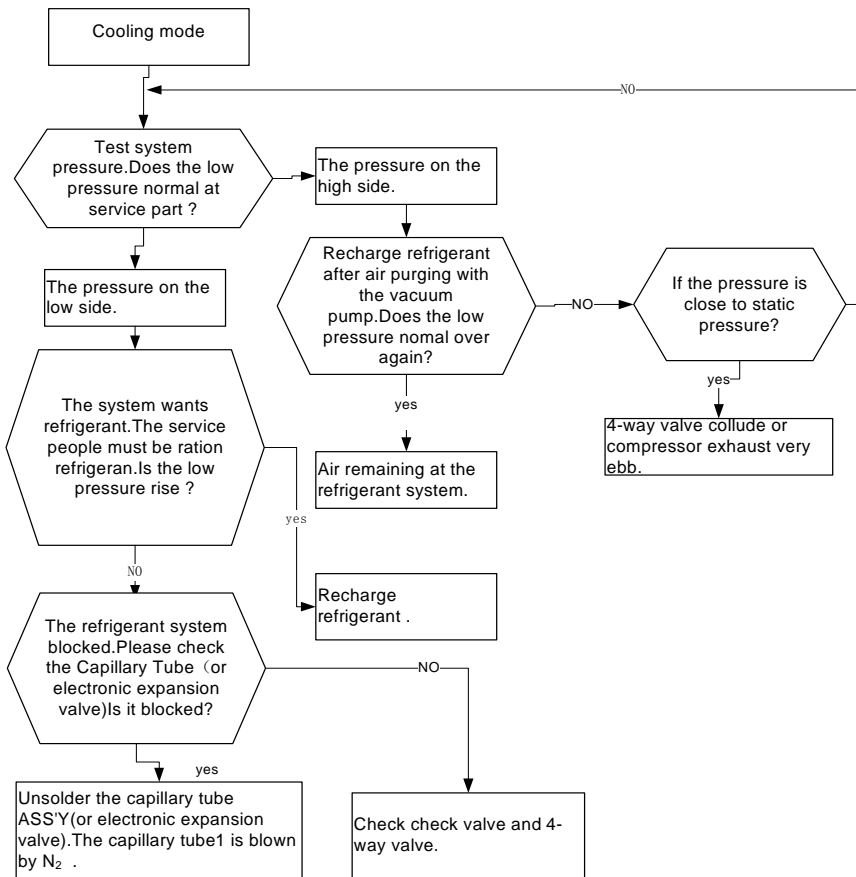 Cooling mode
NO
Test system
pressure.Does the low
pressure normal at
service part ?
The pressure on the
high side.
The pressure on the
low side.
Recharge refrigerant
after air purging with
the vacuum
pump.Does the low
pressure nomal over
again?
NO
If the pressure is
close to static
pressure?
yes
4-way valve collude or
compressor exhaust very
ebb.
yes
Air remaining at the
refrigerant system.
The system wants
refrigerant.The service
people must be ration
refrigeran.Is the low
pressure rise ?
yes
Recharge
refrigerant .
NO
The refrigerant system
blocked.Please check
the Capillary Tube（or
electronic expansion
valve)Is it blocked?
NO
yes
Unsolder the capillary tube
ASS'Y(or electronic expansion
valve).The capillary tube1 is blown
by N₂ .
Check check valve and 4-
way valve.